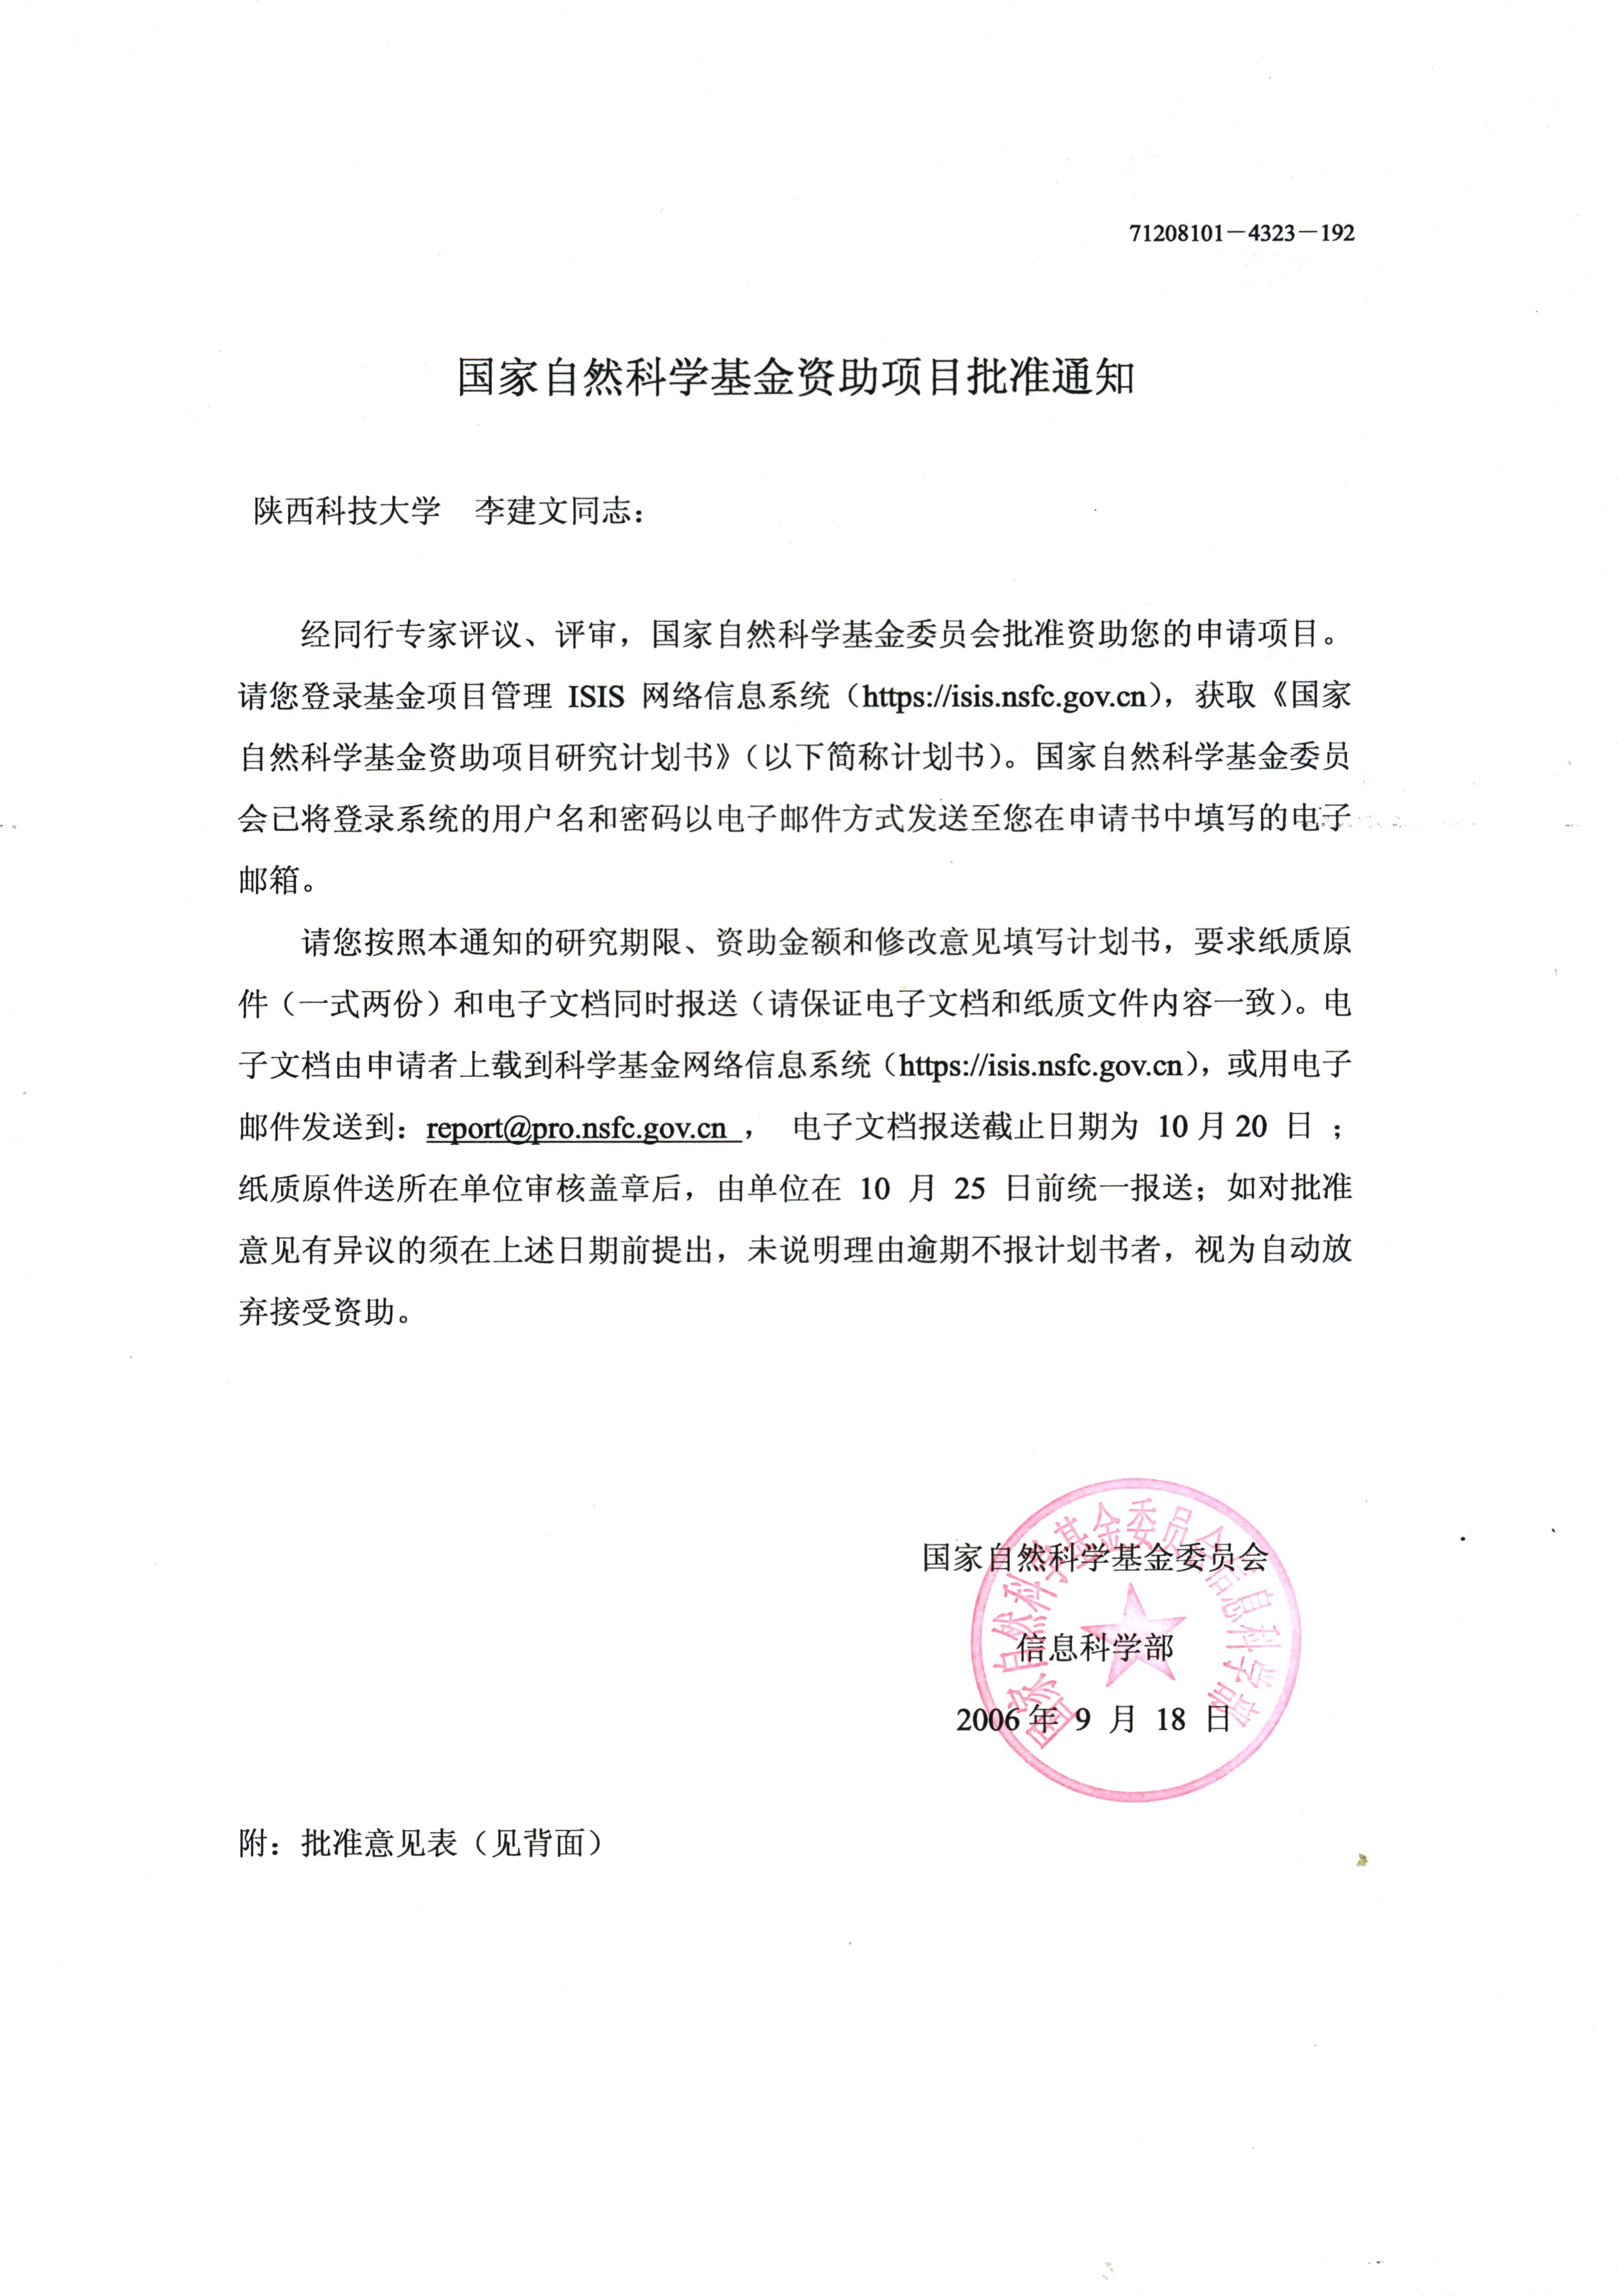 71208101－4323－192
国家自然科学基金资助项目批准通知
陕西科技大学 李建文同志：
经同行专家评议、评审，国家自然科学基金委员会批准资助您的申请项目。
请您登录基金项目管理 ISIS 网络信息系统（https://isis.nsfc.gov.cn），获取《国家
自然科学基金资助项目研究计划书》（以下简称计划书）。国家自然科学基金委员
会已将登录系统的用户名和密码以电子邮件方式发送至您在申请书中填写的电子
邮箱。
请您按照本通知的研究期限、资助金额和修改意见填写计划书，要求纸质原
件（一式两份）和电子文档同时报送（请保证电子文档和纸质文件内容一致）。电
子文档由申请者上载到科学基金网络信息系统（https://isis.nsfc.gov.cn），或用电子
邮件发送到：report@pro.nsfc.gov.cn ， 电子文档报送截止日期为 10 月 20 日 ；
纸质原件送所在单位审核盖章后，由单位在 10 月 25 日前统一报送；如对批准
意见有异议的须在上述日期前提出，未说明理由逾期不报计划书者，视为自动放
弃接受资助。
国家自然科学基金委员会
信息科学部
2006 年 9 月 18 日
国家自然科学基金委员会信息科学部
附：批准意见表（见背面）